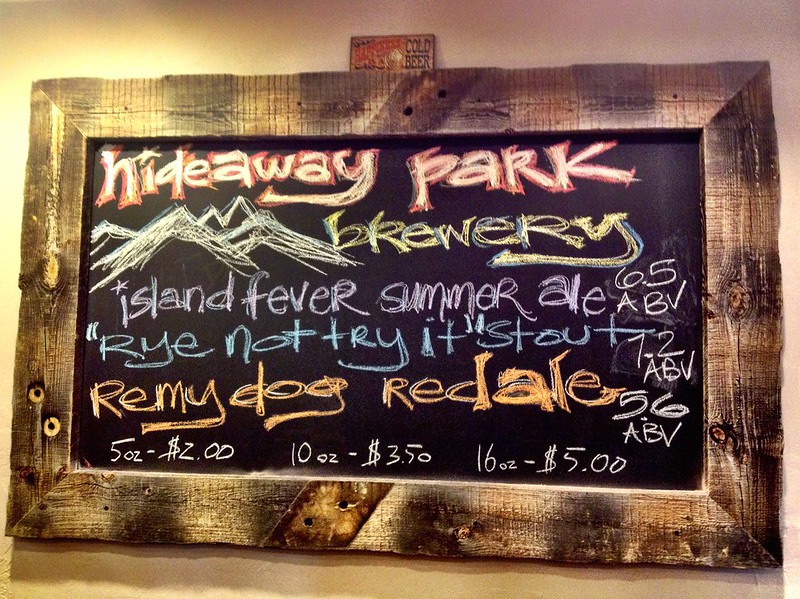 COLD
BEER
hideaway park
brewery
island fever summer ale 6.5 ABV
"Rye not try it" stout 7.2 ABV
Remy dog Red ale 5.6 ABV
5oz - $2.00 10oz - $3.50 16oz - $5.00